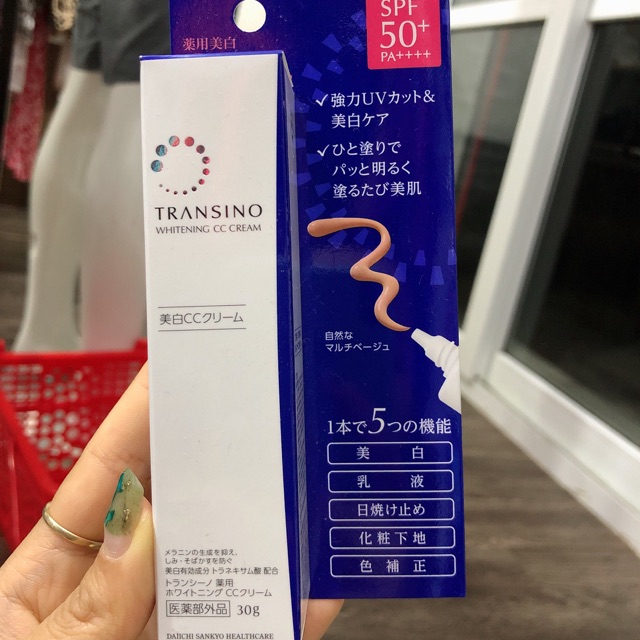 薬用美白
SPF
50+
PA++++
✓強力UVカット&
美白ケア
✓ひと塗りで
パッと明るく
塗るたび美肌
TRANSINO
WHITENING CC CREAM
美白CCクリーム
自然な
マルチベージュ
1本で5つの機能
美白
乳液
日焼け止め
化粧下地
色補正
メラニンの生成を抑え、
しみ・そばかすを防ぐ
美白有効成分 トラネキサム酸 配合
トランシーノ 薬用
ホワイトニング CCクリーム
医薬部外品 30g
DAIICHI SANKYO HEALTHCARE